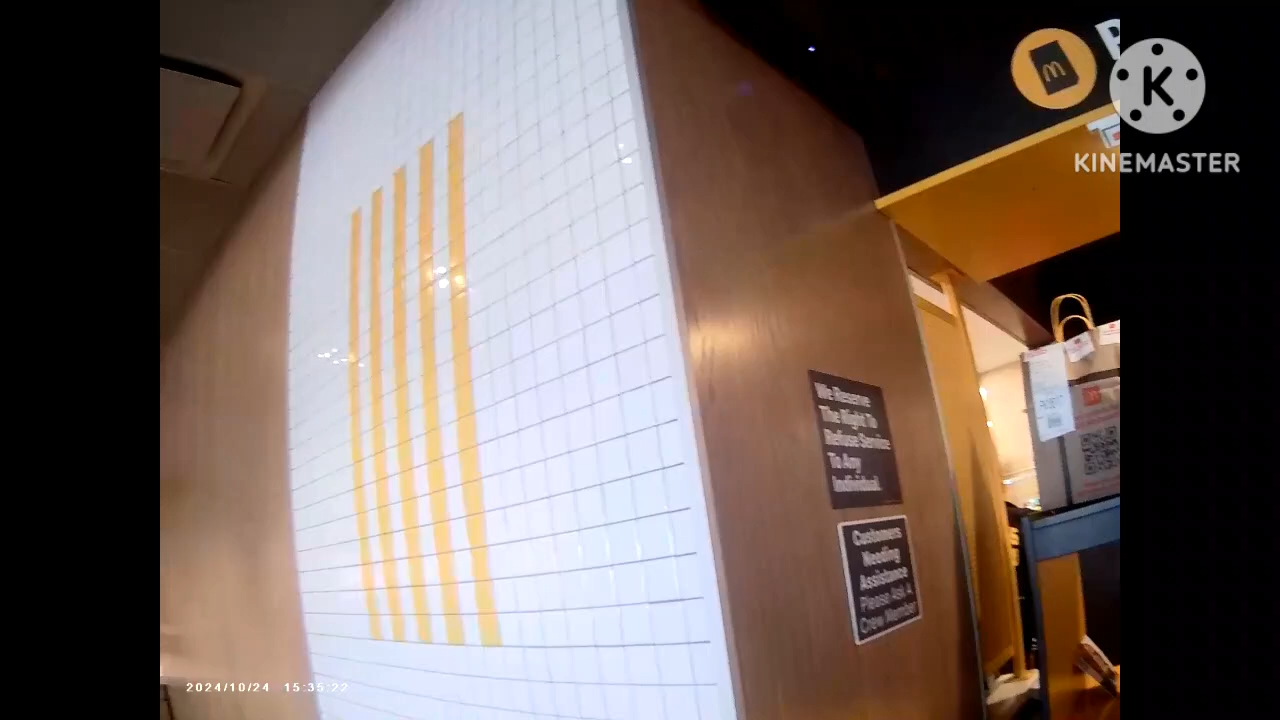 KINEMASTER
We Reserve
The Right To
Refuse Service
To Any
Individual.
Customers
Needing
Assistance
Please Ask A
Crew Member
2024/10/24 15:35:22